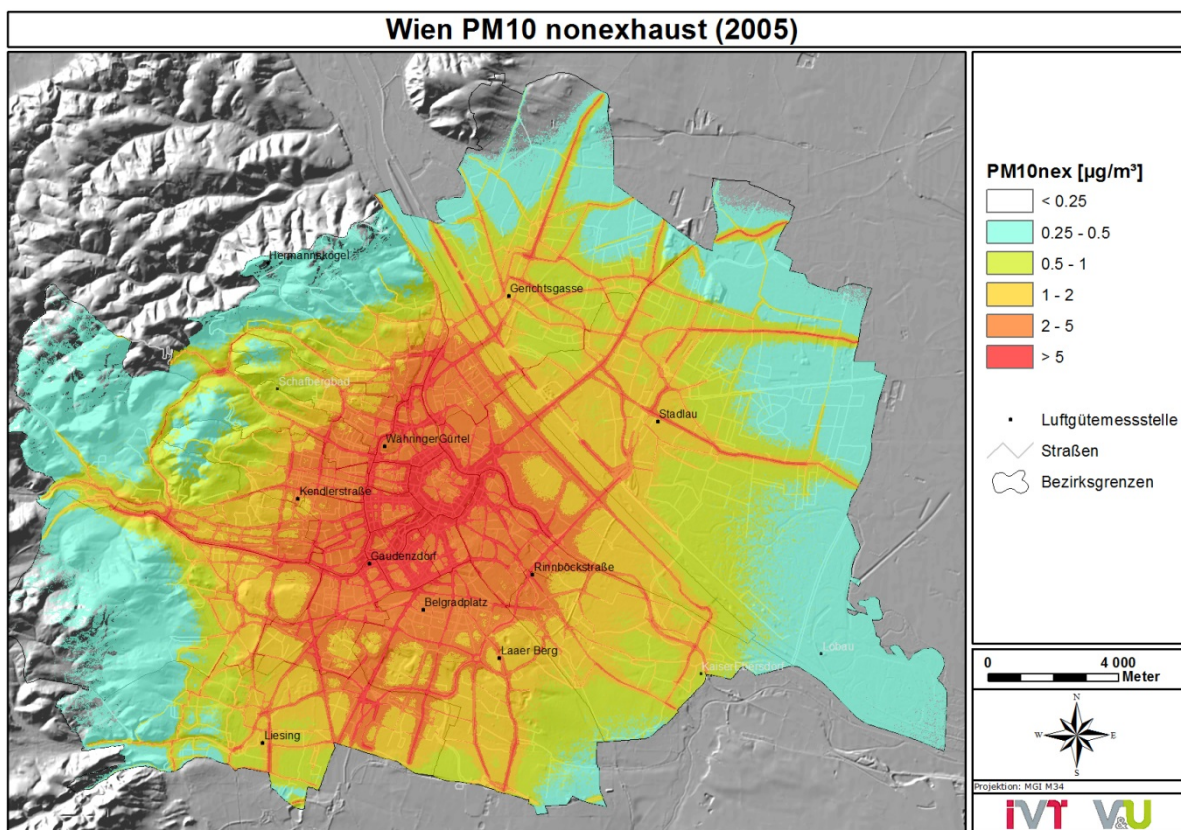 Wien PM10 nonexhaust (2005)
Hermannskogel
Gerichtsgasse
Schafbergbad
Stadlau
WähringerGürtel
Kendlerstraße
Gaudenzdorf
Rinnböckstraße
Belgradplatz
Laaer Berg
Lobau
KaiserEbersdorf
Liesing
PM10nex [µg/m³]
< 0.25
0.25 - 0.5
0.5 - 1
1 - 2
2 - 5
> 5
Luftgütemessstelle
Straßen
Bezirksgrenzen
0 4 000
Meter
N
W E
S
Projektion: MGI M34
iVT V&U